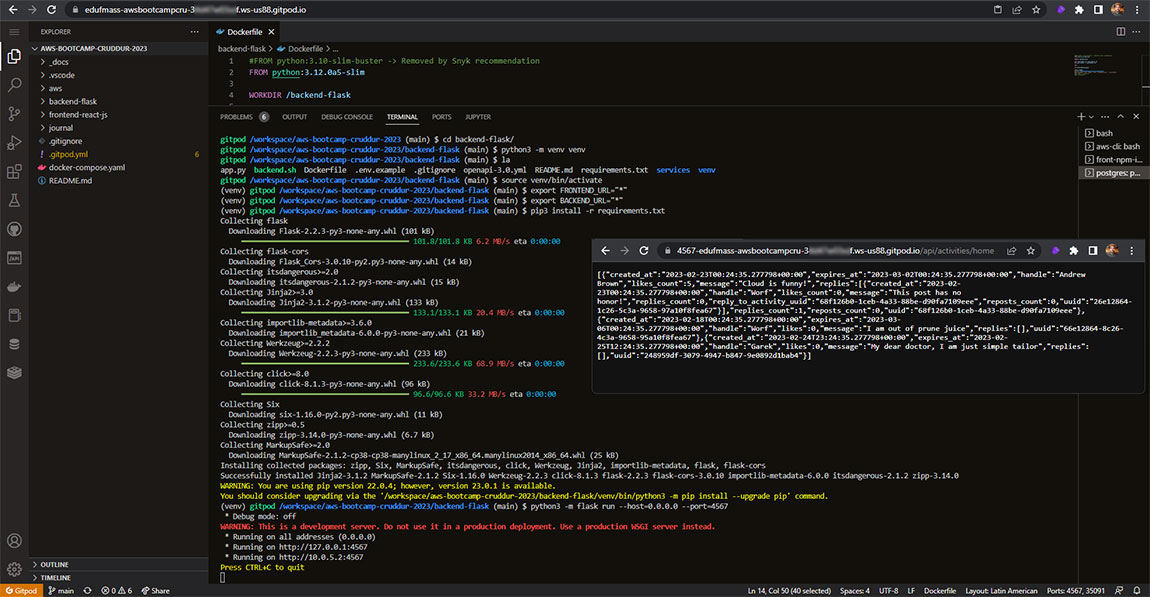 edufmass-awsbootcampcru-3 f.ws-us88.gitpod.io
EXPLORER
AWS-BOOTCAMP-CRUDDUR-2023
_docs
.vscode
aws
backend-flask
frontend-react-js
journal
.gitignore
.gitpod.yml 6
docker-compose.yaml
README.md
OUTLINE
TIMELINE
Dockerfile
backend-flask > Dockerfile > ...
1 #FROM python:3.10-slim-buster -> Removed by Snyk recommendation
2 FROM python:3.12.0a5-slim
3
4 WORKDIR /backend-flask
PROBLEMS 6 OUTPUT DEBUG CONSOLE TERMINAL PORTS JUPYTER
bash
aws-cli: bash
front-npm-i...
postgres: p...
gitpod /workspace/aws-bootcamp-cruddur-2023 (main) $ cd backend-flask/
gitpod /workspace/aws-bootcamp-cruddur-2023/backend-flask (main) $ python3 -m venv venv
gitpod /workspace/aws-bootcamp-cruddur-2023/backend-flask (main) $ la
app.py backend.sh Dockerfile .env.example .gitignore openapi-3.0.yml README.md requirements.txt services venv
gitpod /workspace/aws-bootcamp-cruddur-2023/backend-flask (main) $ source venv/bin/activate
(venv) gitpod /workspace/aws-bootcamp-cruddur-2023/backend-flask (main) $ export FRONTEND_URL="*"
(venv) gitpod /workspace/aws-bootcamp-cruddur-2023/backend-flask (main) $ export BACKEND_URL="*"
(venv) gitpod /workspace/aws-bootcamp-cruddur-2023/backend-flask (main) $ pip3 install -r requirements.txt
Collecting flask
Downloading Flask-2.2.3-py3-none-any.whl (101 kB)
101.8/101.8 KB 6.2 MB/s eta 0:00:00
Collecting flask-cors
Downloading Flask_Cors-3.0.10-py2.py3-none-any.whl (14 kB)
Collecting itsdangerous>=2.0
Downloading itsdangerous-2.1.2-py3-none-any.whl (15 kB)
Collecting Jinja2>=3.0
Downloading Jinja2-3.1.2-py3-none-any.whl (133 kB)
133.1/133.1 KB 20.4 MB/s eta 0:00:00
Collecting importlib-metadata>=3.6.0
Downloading importlib_metadata-6.0.0-py3-none-any.whl (21 kB)
Collecting Werkzeug>=2.2.2
Downloading Werkzeug-2.2.3-py3-none-any.whl (233 kB)
233.6/233.6 KB 68.9 MB/s eta 0:00:00
Collecting click>=8.0
Downloading click-8.1.3-py3-none-any.whl (96 kB)
96.6/96.6 KB 33.2 MB/s eta 0:00:00
Collecting Six
Downloading six-1.16.0-py2.py3-none-any.whl (11 kB)
Collecting zipp>=0.5
Downloading zipp-3.14.0-py3-none-any.whl (6.7 kB)
Collecting MarkupSafe>=2.0
Downloading MarkupSafe-2.1.2-cp38-cp38-manylinux_2_17_x86_64.manylinux2014_x86_64.whl (25 kB)
Installing collected packages: zipp, Six, MarkupSafe, itsdangerous, click, Werkzeug, Jinja2, importlib-metadata, flask, flask-cors
Successfully installed Jinja2-3.1.2 MarkupSafe-2.1.2 Six-1.16.0 Werkzeug-2.2.3 click-8.1.3 flask-2.2.3 flask-cors-3.0.10 importlib-metadata-6.0.0 itsdangerous-2.1.2 zipp-3.14.0
WARNING: You are using pip version 22.0.4; however, version 23.0.1 is available.
You should consider upgrading via the '/workspace/aws-bootcamp-cruddur-2023/backend-flask/venv/bin/python3 -m pip install --upgrade pip' command.
(venv) gitpod /workspace/aws-bootcamp-cruddur-2023/backend-flask (main) $ python3 -m flask run --host=0.0.0.0 --port=4567
* Debug mode: off
WARNING: This is a development server. Do not use it in a production deployment. Use a production WSGI server instead.
* Running on all addresses (0.0.0.0)
* Running on http://127.0.0.1:4567
* Running on http://10.0.5.2:4567
Press CTRL+C to quit
4567-edufmass-awsbootcampcru-3 f.ws-us88.gitpod.io/api/activities/home
[{"created_at":"2023-02-23T00:24:35.277798+00:00","expires_at":"2023-03-02T00:24:35.277798+00:00","handle":"Andrew
Brown","likes_count":5,"message":"Cloud is funny!","replies":[{"created_at":"2023-02-
23T00:24:35.277798+00:00","handle":"Worf","likes_count":0,"message":"This post has no
honor!","replies_count":0,"reply_to_activity_uuid":"68f126b0-1ceb-4a33-88be-d90fa7109eee","reposts_count":0,"uuid":"26e12864-
1c26-5c3a-9658-97a10f8fea67"}],"replies_count":1,"reposts_count":0,"uuid":"68f126b0-1ceb-4a33-88be-d90fa7109eee"},
{"created_at":"2023-02-18T00:24:35.277798+00:00","expires_at":"2023-03-
06T00:24:35.277798+00:00","handle":"Worf","likes":0,"message":"I am out of prune juice","replies":[],"uuid":"66e12864-8c26-
4c3a-9658-95a10f8fea67"},{"created_at":"2023-02-24T23:24:35.277798+00:00","expires_at":"2023-02-
25T12:24:35.277798+00:00","handle":"Garek","likes":0,"message":"My dear doctor, I am just simple tailor","replies":
[],"uuid":"248959df-3079-4947-b847-9e0892d1bab4"}]
Gitpod main 0 6 Share Ln 14, Col 50 (40 selected) Spaces: 4 UTF-8 LF Dockerfile Layout: Latin American Ports: 4567, 35091